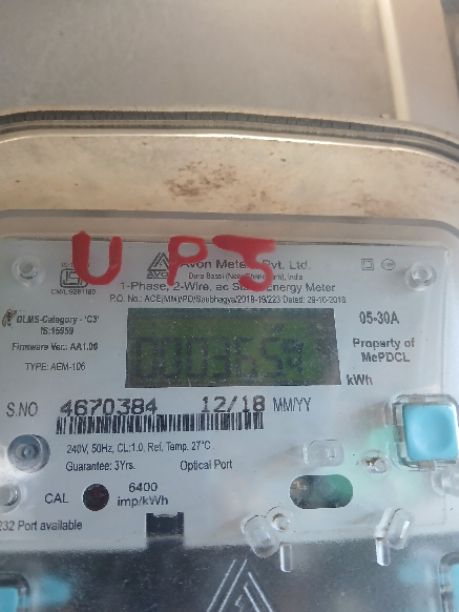 U P S
Avon Meters Pvt. Ltd.
1-Phase, 2-Wire, ac Static Energy Meter
P.O. No.: ACE(MM)/PD/Saubhagya/2018-19/223 Dated: 29-10-2018
DLMS-Category - 'C3'
IS:15959
Firmware Ver.: AA1.06
TYPE: AEM-106
05-30A
Property of
MePDCL
kWh
S.NO 4670384 12/18 MM/YY
240V, 50Hz, CL:1.0, Ref. Temp. 27°C
Guarantee: 3Yrs. Optical Port
CAL 6400
imp/kWh
232 Port available